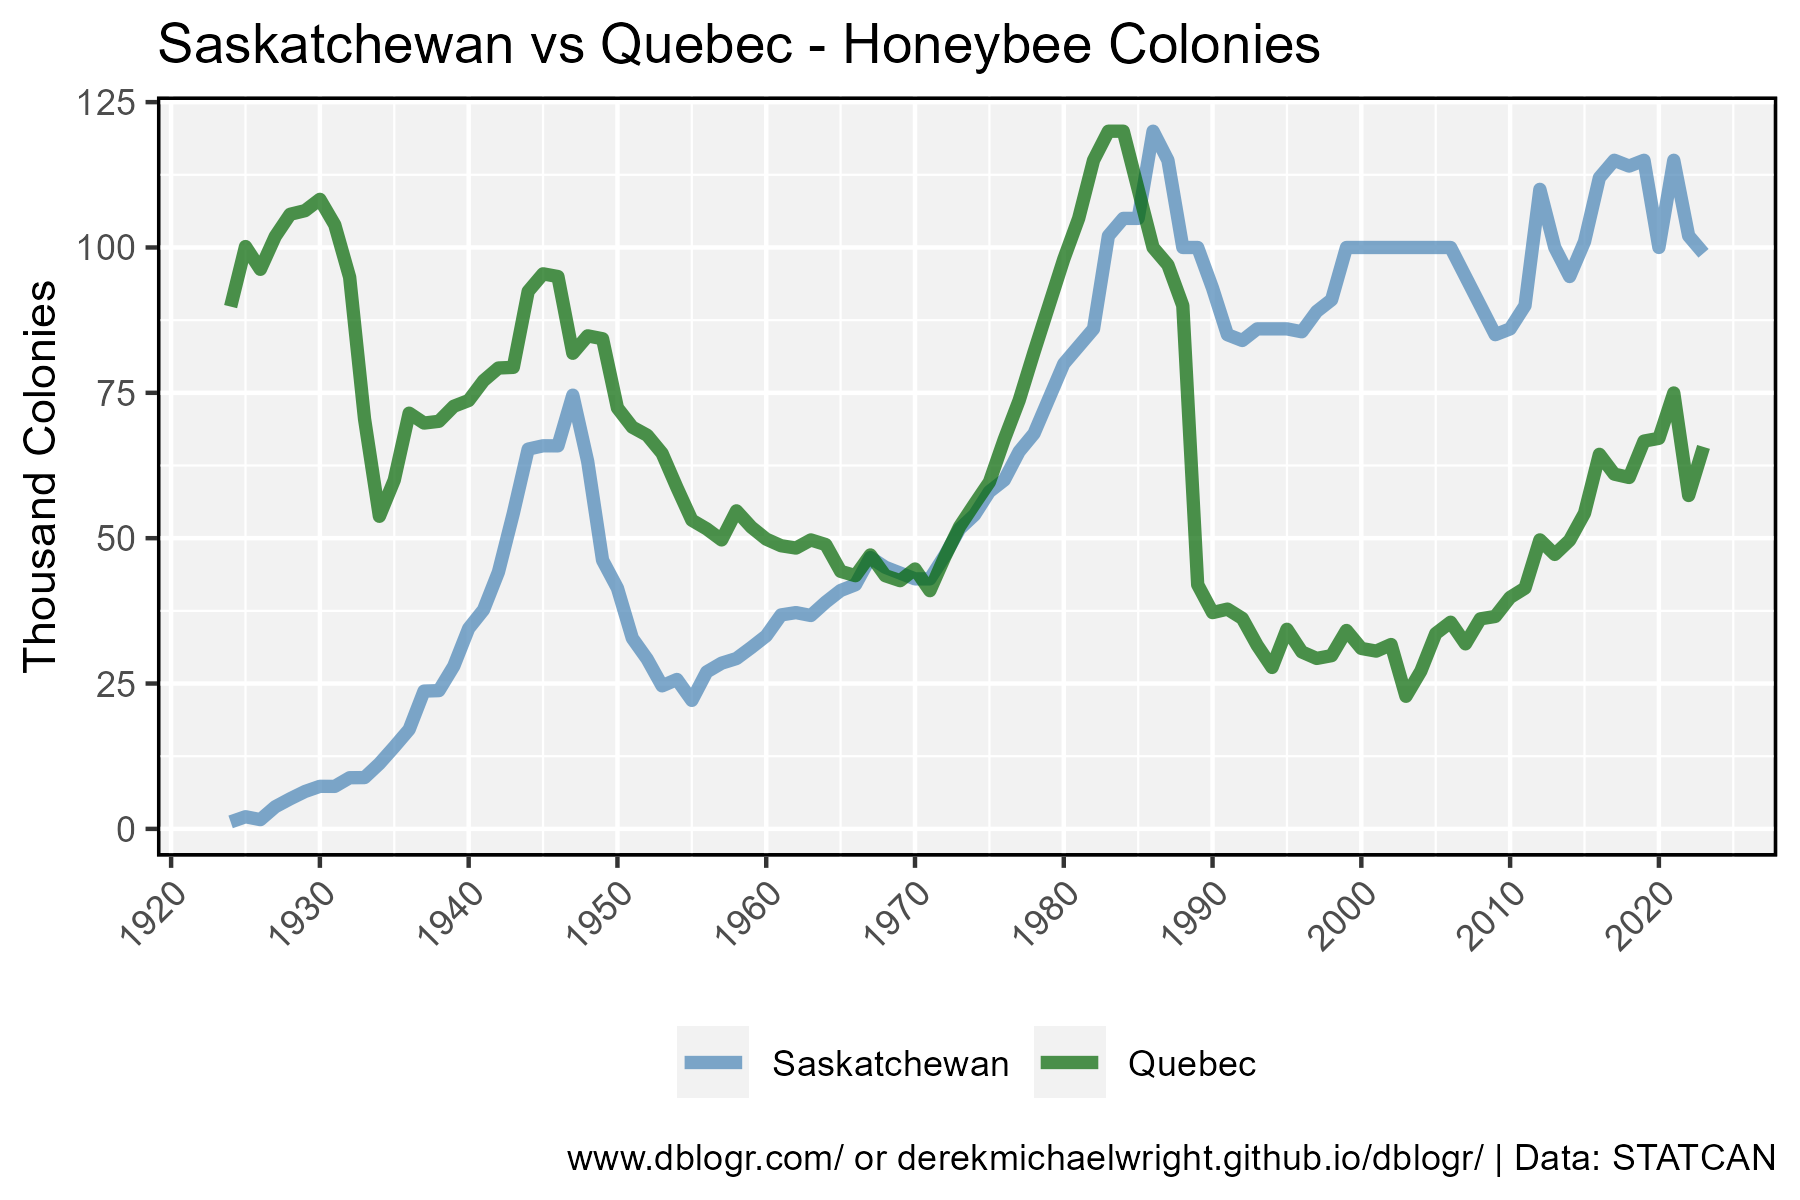 Saskatchewan vs Quebec - Honeybee Colonies
Thousand Colonies
125
100
75
50
25
0
1920 1930 1940 1950 1960 1970 1980 1990 2000 2010 2020
Saskatchewan Quebec
www.dblogr.com/ or derekmichaelwright.github.io/dblogr/ | Data: STATCAN